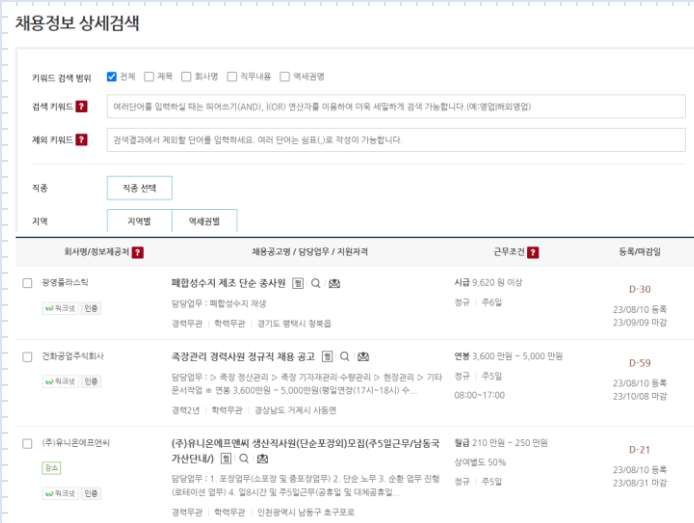 채용정보 상세검색
키워드 검색 범위 전체 제목 회사명 직무내용 역세권명
검색 키워드 ? 여러단어를 입력하실 때는 띄어쓰기(AND), |(OR) 연산자를 이용하여 더욱 세밀하게 검색 가능합니다.(예:영업|해외영업)
제외 키워드 ? 검색결과에서 제외할 단어를 입력하세요. 여러 단어는 쉼표(,)로 작성이 가능합니다.
직종 직종 선택
지역 지역별 역세권별
회사명/정보제공처 ? 채용공고명 / 담당업무 / 지원자격 근무조건 ? 등록/마감일
광영플라스틱
워크넷 인증
폐합성수지 제조 단순 종사원
담당업무 : 폐합성수지 재생
경력무관 학력무관 경기도 평택시 청북읍
시급 9,620 원 이상
정규 주6일
D-30
23/08/10 등록
23/09/09 마감
건화공업주식회사
워크넷 인증
족장관리 경력사원 정규직 채용 공고
담당업무 : ▷ 족장 정산관리 ▷ 족장 기자재관리·수량관리 ▷ 현장관리 ▷ 기타
문서작업 ※ 연봉 3,600만원 ~ 5,000만원(평일연장(17시~18시) 수...
경력2년 학력무관 경상남도 거제시 사등면
연봉 3,600 만원 ~ 5,000 만원
정규 주5일
08:00~17:00
D-59
23/08/10 등록
23/10/08 마감
(주)유니온에프앤씨
강소
워크넷 인증
(주)유니온에프앤씨 생산직사원(단순포장외)모집(주5일근무/남동국
가산단내/)
담당업무 : 1. 포장업무(소포장 및 종포장업무) 2. 단순 노무 3. 순환 업무 진행
(로테이션 업무) 4. 일8시간 및 주5일근무(공휴일 및 대체공휴일...
경력무관 학력무관 인천광역시 남동구 호구포로
월급 210 만원 ~ 250 만원
상여별도 50%
정규 주5일
D-21
23/08/10 등록
23/08/31 마감